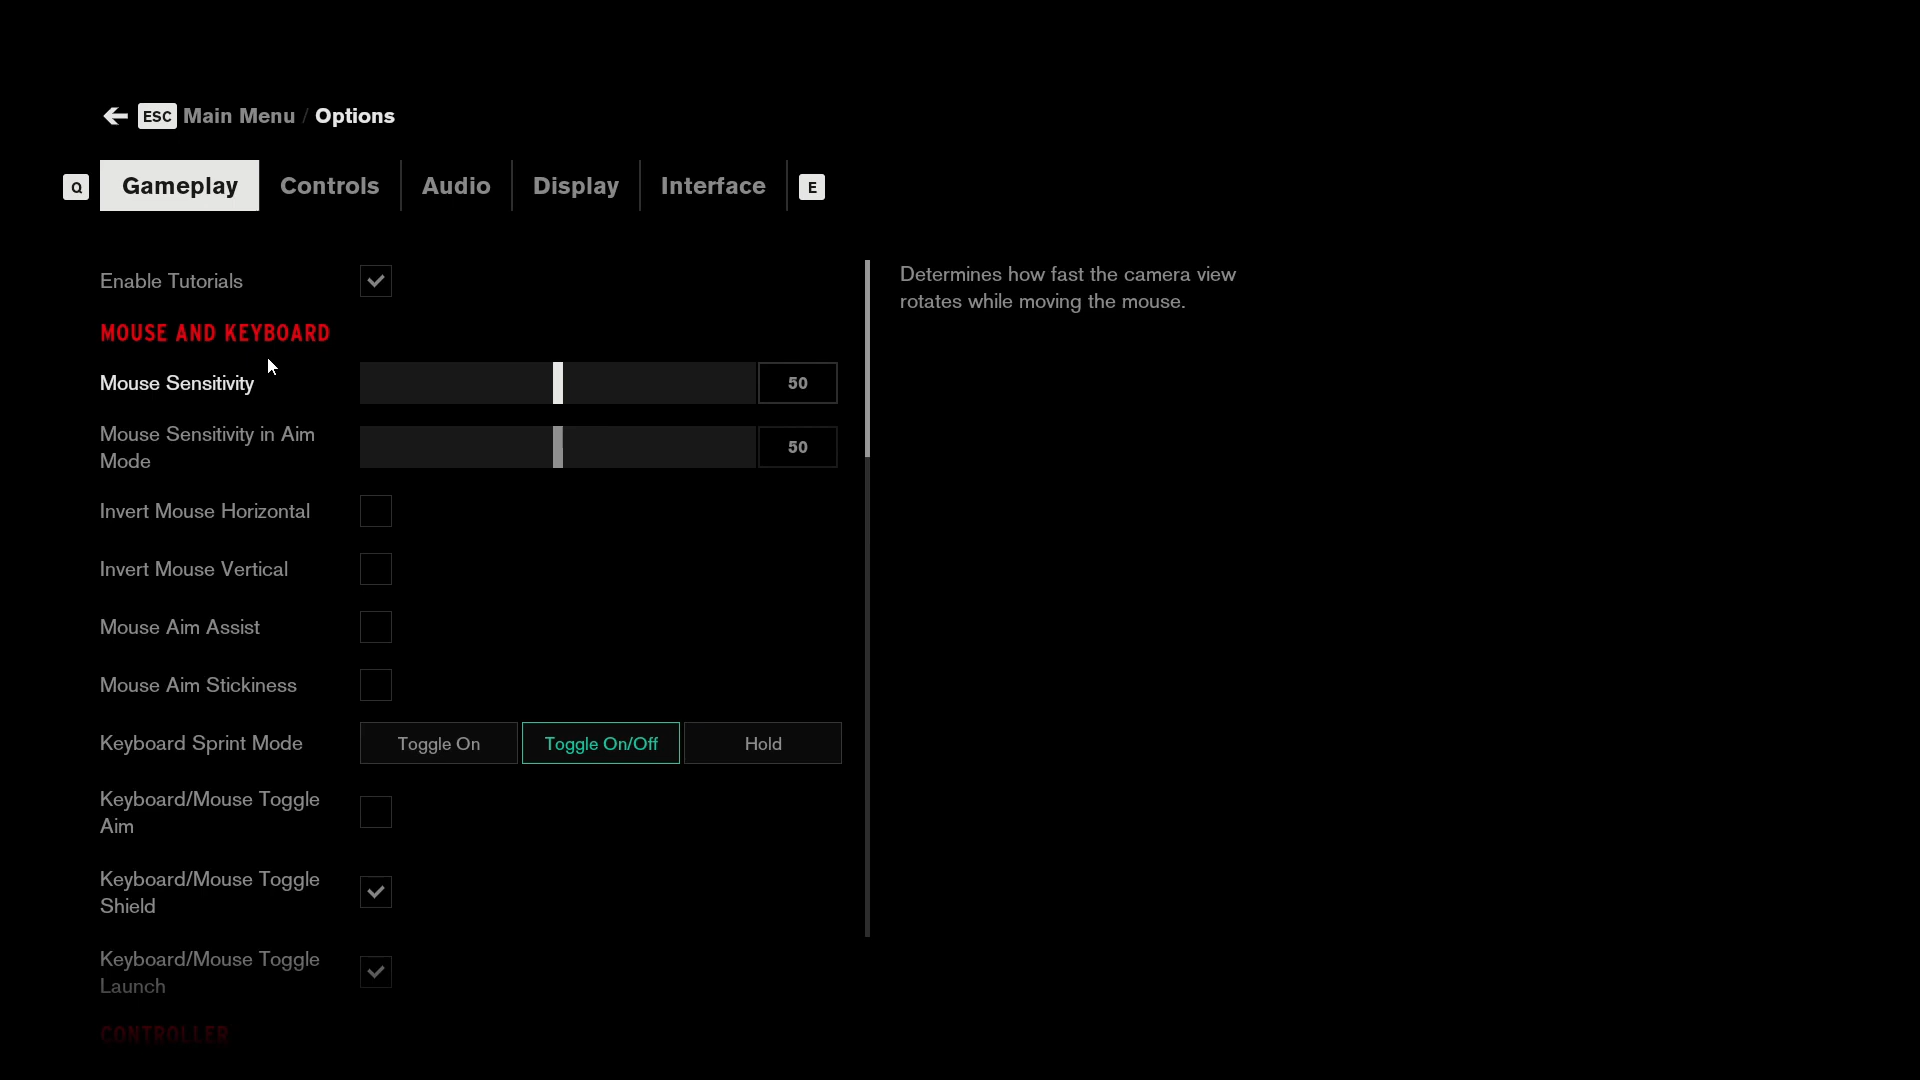 ESC Main Menu / Options
Q Gameplay Controls Audio Display Interface E
Enable Tutorials
Determines how fast the camera view
rotates while moving the mouse.
MOUSE AND KEYBOARD
Mouse Sensitivity 50
Mouse Sensitivity in Aim
Mode 50
Invert Mouse Horizontal
Invert Mouse Vertical
Mouse Aim Assist
Mouse Aim Stickiness
Keyboard Sprint Mode Toggle On Toggle On/Off Hold
Keyboard/Mouse Toggle
Aim
Keyboard/Mouse Toggle
Shield
Keyboard/Mouse Toggle
Launch
CONTROLLER